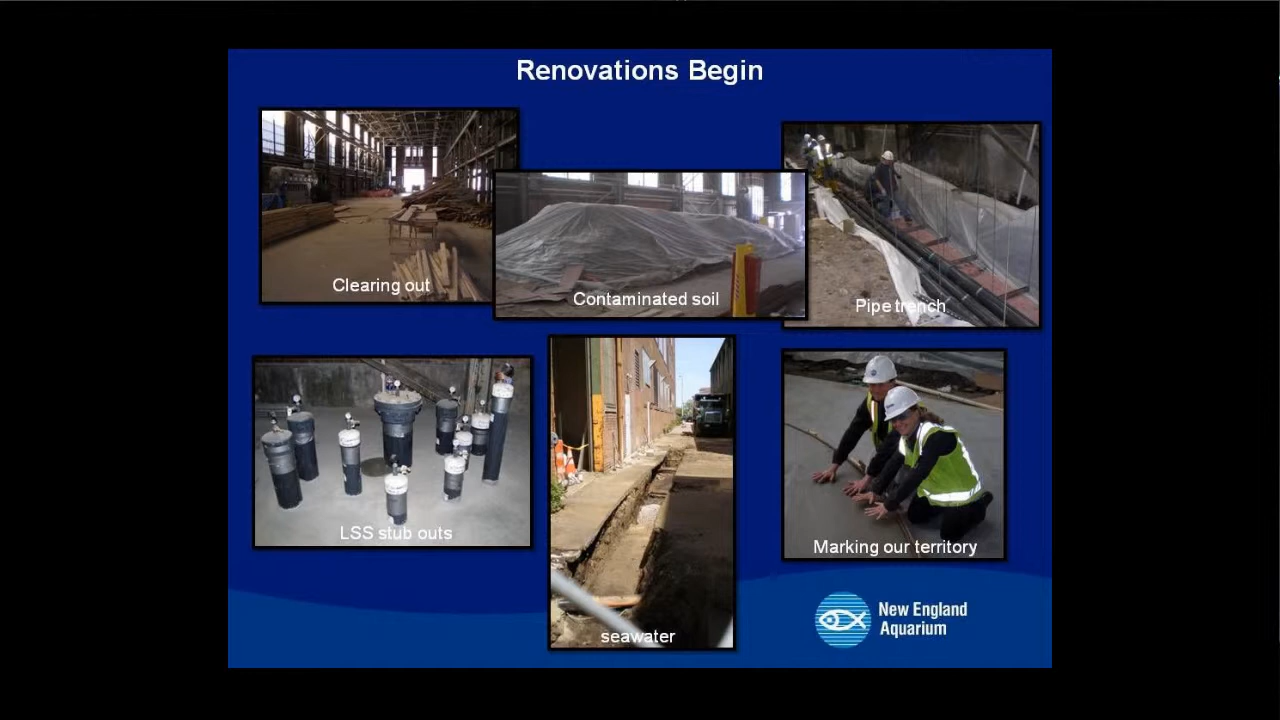 Renovations Begin
Clearing out
Contaminated soil
Pipe trench
LSS stub outs
seawater
Marking our territory
New England
Aquarium